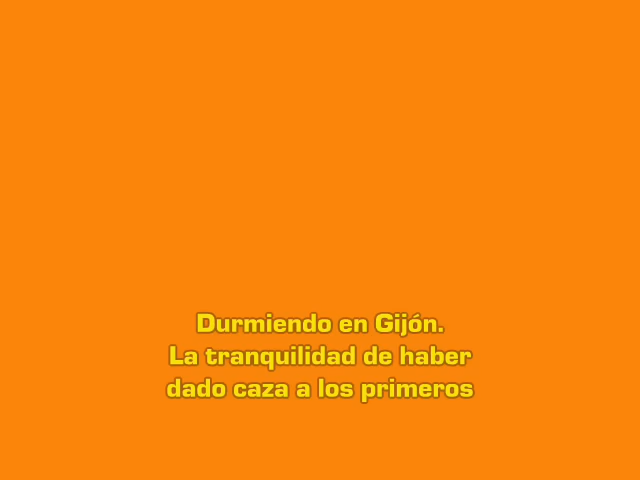 Durmiendo en Gijón.
La tranquilidad de haber
dado caza a los primeros